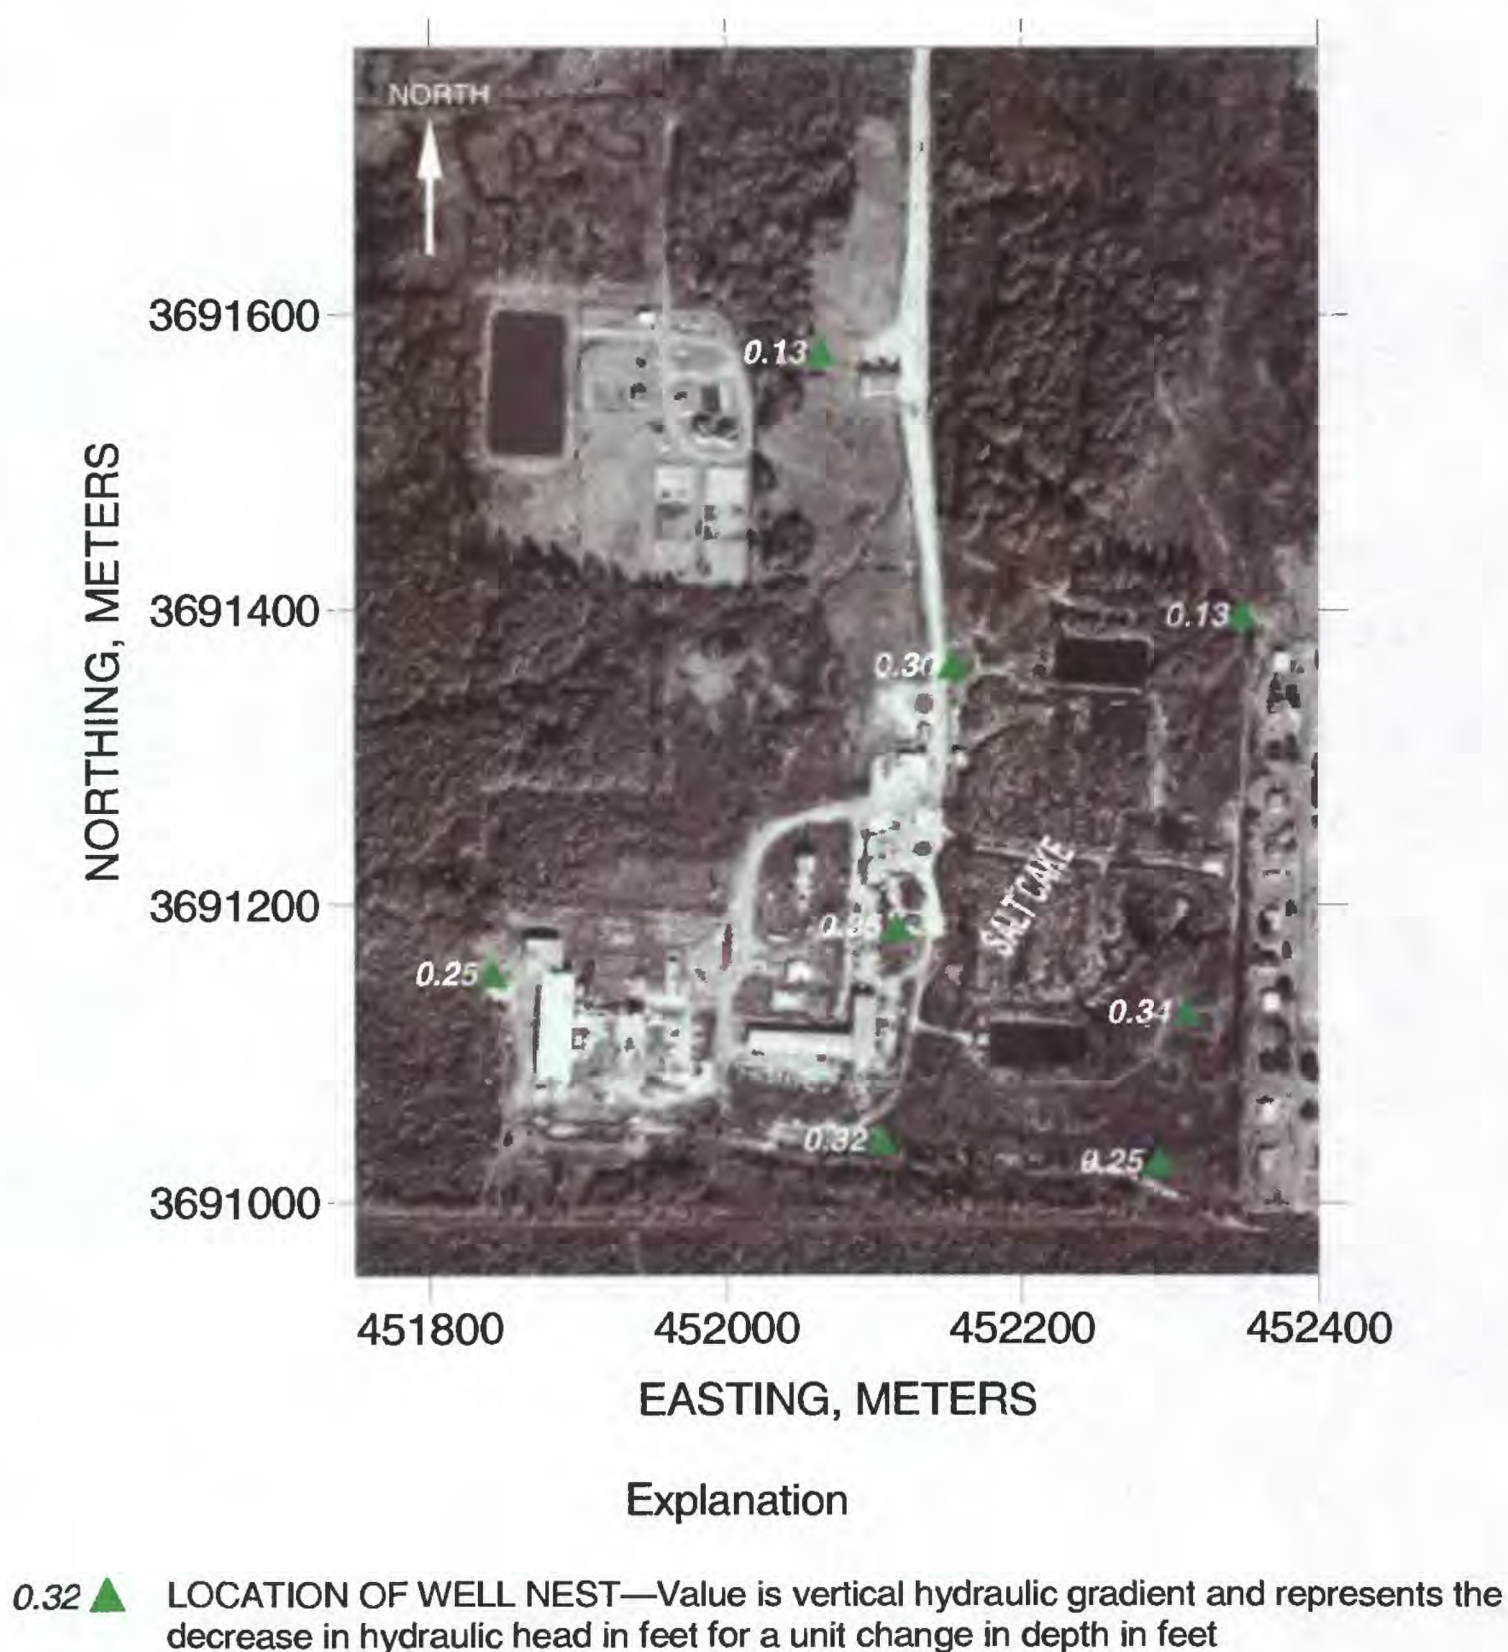 NORTH
3691600
0.13
NORTHING, METERS
3691400
0.13
0.30
SALTCAKE
3691200
0.25
0.34
0.32
0.25
3691000
451800 452000 452200 452400
EASTING, METERS
Explanation
0.32 LOCATION OF WELL NEST—Value is vertical hydraulic gradient and represents the
decrease in hydraulic head in feet for a unit change in depth in feet